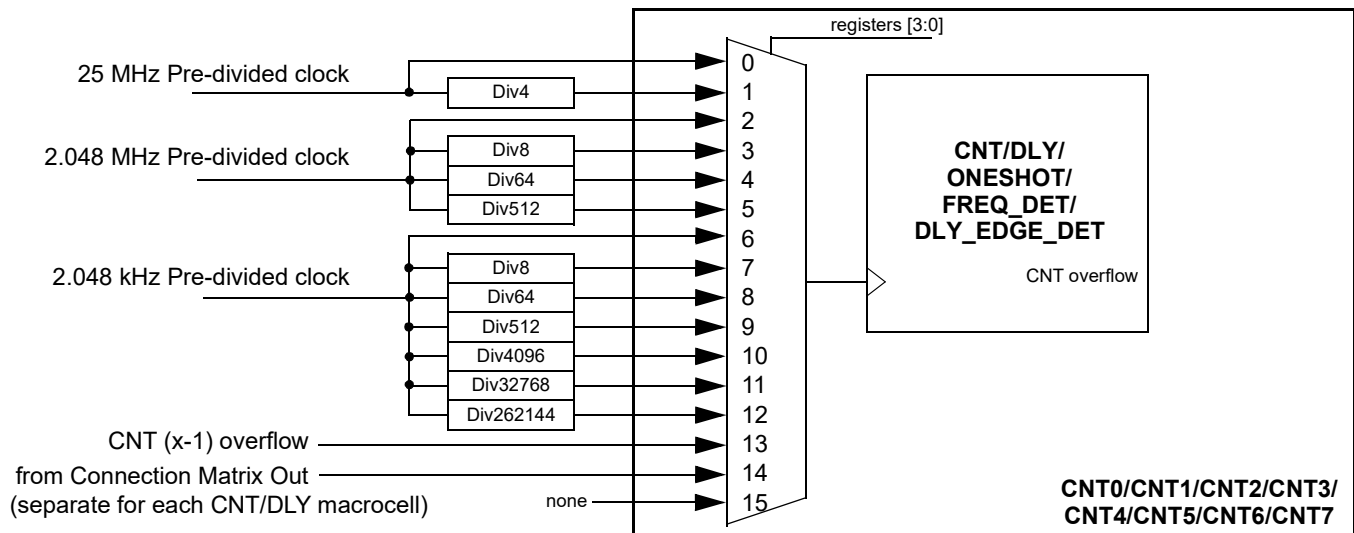 registers [3:0]
25 MHz Pre-divided clock
Div4
0
1
2
2.048 MHz Pre-divided clock
Div8
Div64
Div512
3
4
5
6
2.048 kHz Pre-divided clock
Div8
Div64
Div512
Div4096
Div32768
Div262144
7
8
9
10
11
12
CNT (x-1) overflow
13
from Connection Matrix Out
14
(separate for each CNT/DLY macrocell)
none
15
CNT/DLY/
ONESHOT/
FREQ_DET/
DLY_EDGE_DET
CNT overflow
CNT0/CNT1/CNT2/CNT3/
CNT4/CNT5/CNT6/CNT7